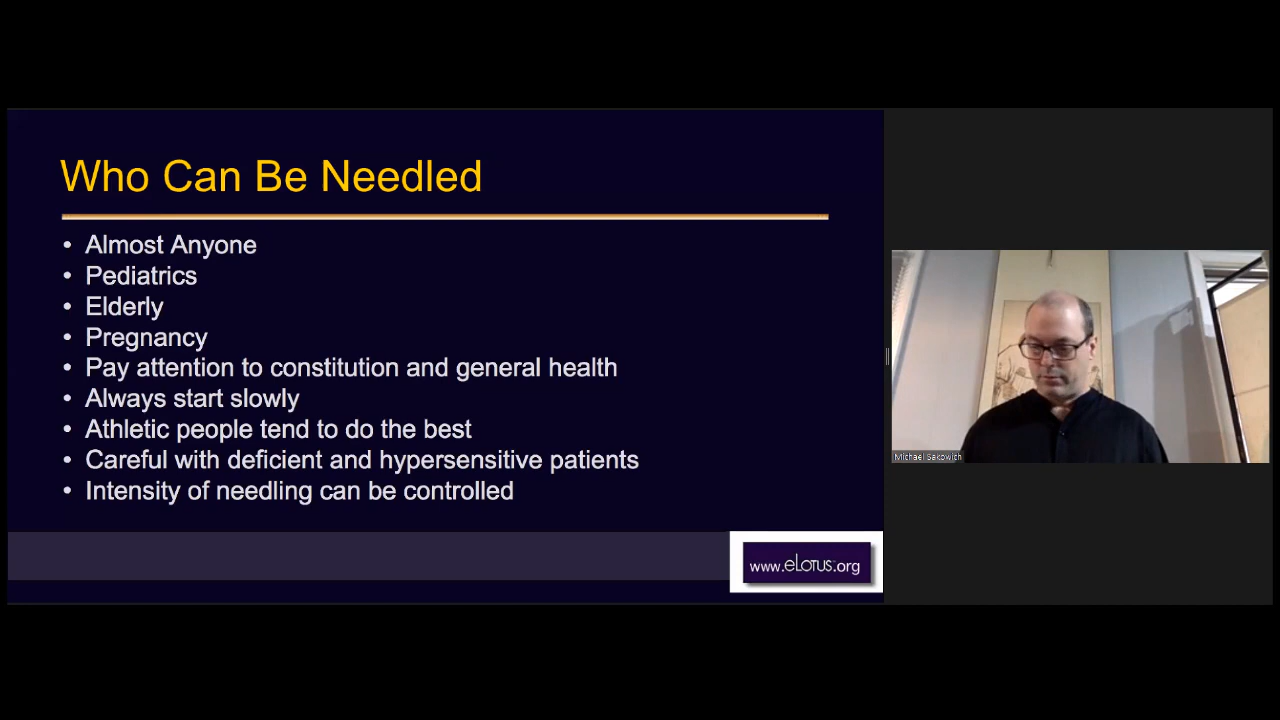 Who Can Be Needled
• Almost Anyone
• Pediatrics
• Elderly
• Pregnancy
• Pay attention to constitution and general health
• Always start slowly
• Athletic people tend to do the best
• Careful with deficient and hypersensitive patients
• Intensity of needling can be controlled
www.eLotus.org
Michael Sakowich